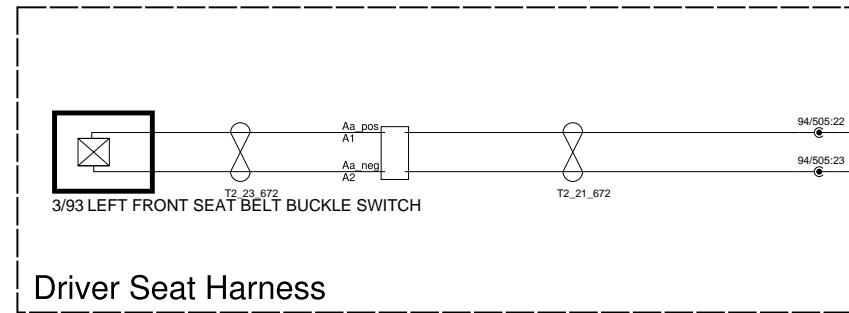 94/505:22
Aa_pos
A1
94/505:23
Aa_neg
A2
T2_23_672
T2_21_672
3/93 LEFT FRONT SEAT BELT BUCKLE SWITCH
Driver Seat Harness